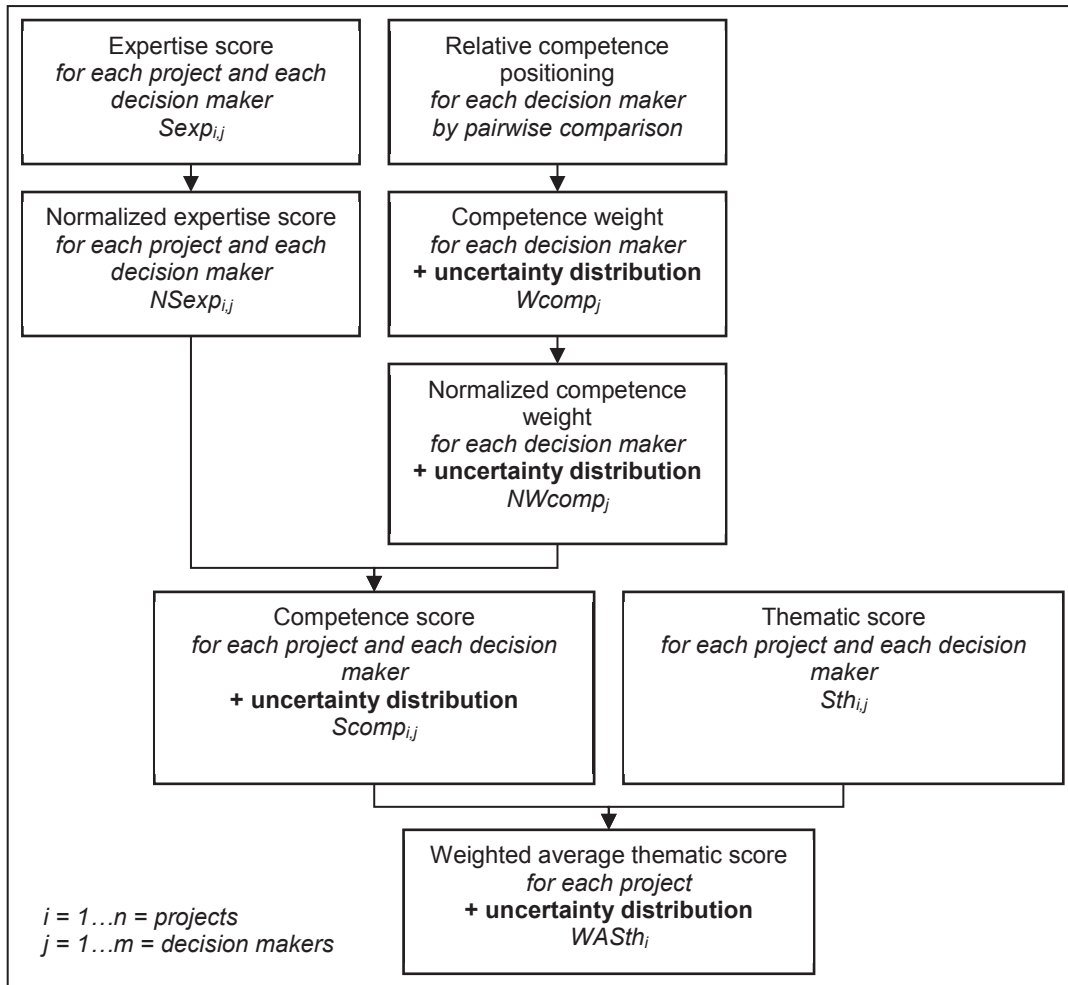 Expertise score
for each project and each
decision maker
Sexpi,j
Relative competence
positioning
for each decision maker
by pairwise comparison
Normalized expertise score
for each project and each
decision maker
NSexpi,j
Competence weight
for each decision maker
+ uncertainty distribution
Wcompj
Normalized competence
weight
for each decision maker
+ uncertainty distribution
NWcompj
Competence score
for each project and each decision
maker
+ uncertainty distribution
Scompi,j
Thematic score
for each project and each decision
maker
Sthi,j
Weighted average thematic score
for each project
+ uncertainty distribution
WASthi
i = 1…n = projects
j = 1…m = decision makers